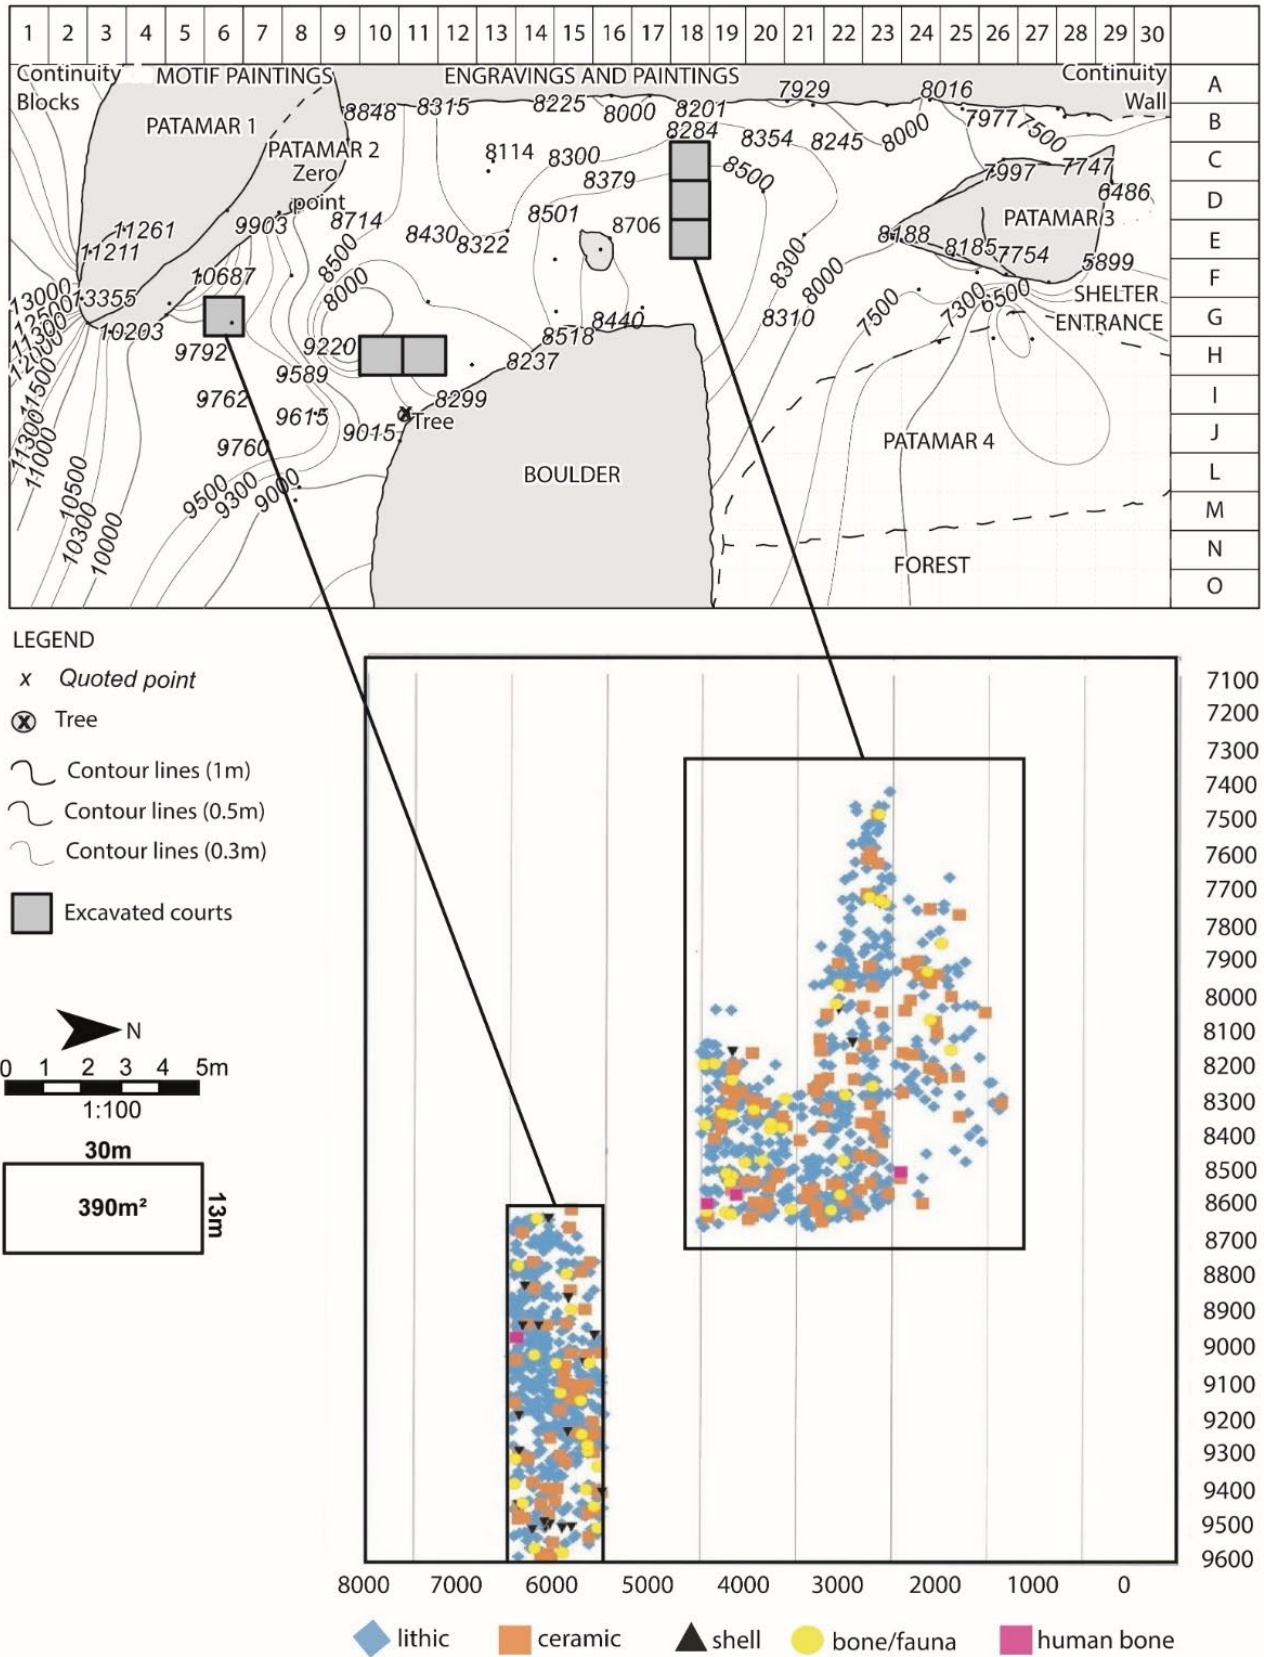 1 2 3 4 5 6 7 8 9 10 11 12 13 14 15 16 17 18 19 20 21 22 23 24 25 26 27 28 29 30
Continuity Blocks
MOTIF PAINTINGS
ENGRAVINGS AND PAINTINGS
Continuity Wall
A
B
C
D
E
F
G
H
I
J
L
M
N
O
PATAMAR 1
PATAMAR 2
Zero point
8848 8315 8225 8000 8201 7929 8016
8284 8354 8245 8000 7977 7500
8114 8300 8379 8500 7997 7747
6486
PATAMAR 3
11261 9903 8714 8501 8706
11211 8430 8322 8188 8185 7754
8500 8300 5899
10687 8000 8000
13000 13355 7500 7300 6500
SHELTER ENTRANCE
12500 11300 12000
10203 8440 8310
9792 9220 8518
8237
9589
11500 9762 8299
9615 Tree
11300 9015
11000 9760 PATAMAR 4
BOULDER
10500 9500 9300 9000
10300 10000
FOREST
LEGEND
x Quoted point
x Tree
Contour lines (1m)
Contour lines (0.5m)
Contour lines (0.3m)
Excavated courts
N
0 1 2 3 4 5m
1:100
30m
390m²
13m
7100
7200
7300
7400
7500
7600
7700
7800
7900
8000
8100
8200
8300
8400
8500
8600
8700
8800
8900
9000
9100
9200
9300
9400
9500
9600
8000 7000 6000 5000 4000 3000 2000 1000 0
lithic ceramic shell bone/fauna human bone